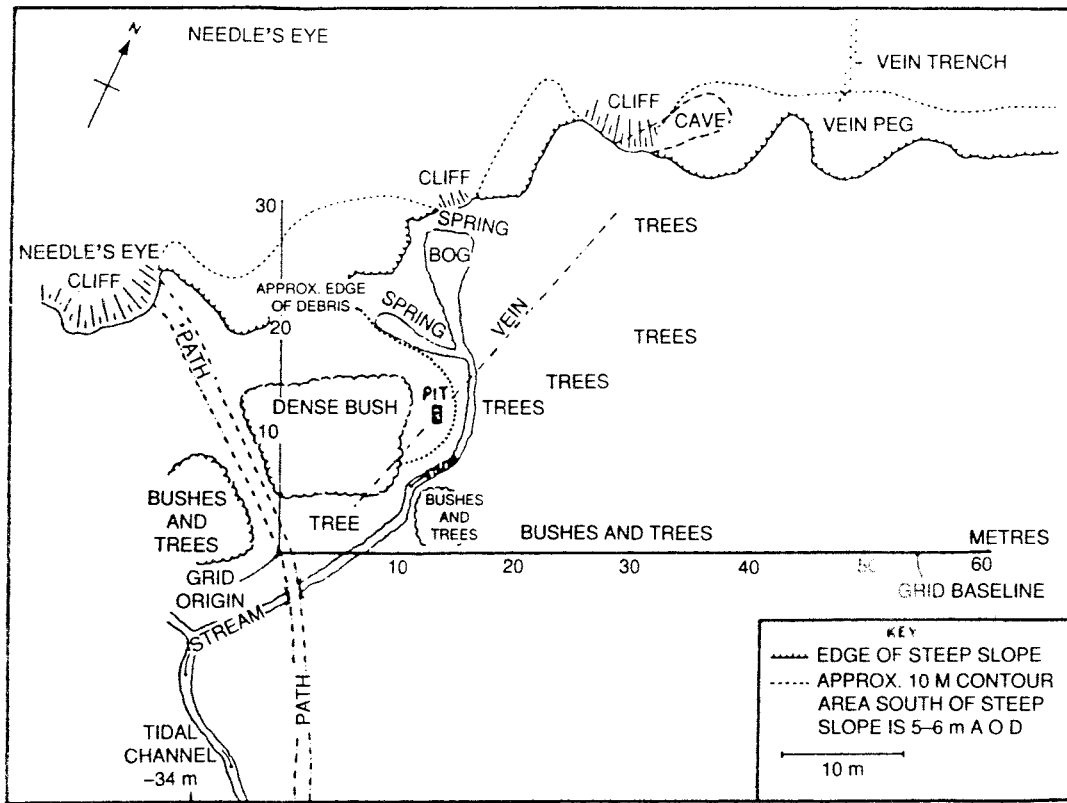 N
NEEDLE'S EYE
VEIN TRENCH
CLIFF
CAVE
VEIN PEG
CLIFF
30
SPRING
TREES
NEEDLE'S EYE
BOG
CLIFF
APPROX. EDGE
OF DEBRIS
SPRING
VEIN
20
TREES
PATH
TREES
PIT
DENSE BUSH
TREES
10
BUSHES
AND
TREES
TREE
BUSHES
AND
TREES
BUSHES AND TREES
METRES
10
20
30
40
50
60
GRID
ORIGIN
GRID BASELINE
STREAM
PATH
TIDAL
CHANNEL
–34 m
KEY
EDGE OF STEEP SLOPE
APPROX. 10 M CONTOUR
AREA SOUTH OF STEEP
SLOPE IS 5–6 m A O D
10 m